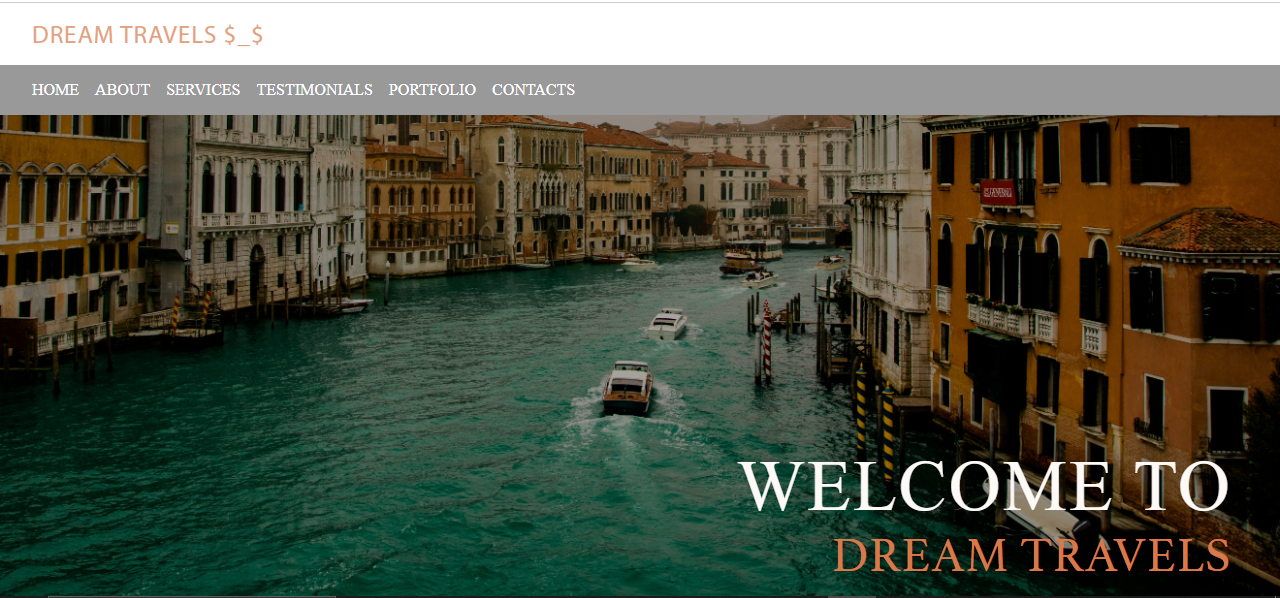 DREAM TRAVELS $_$
HOME ABOUT SERVICES TESTIMONIALS PORTFOLIO CONTACTS
WELCOME TO
DREAM TRAVELS